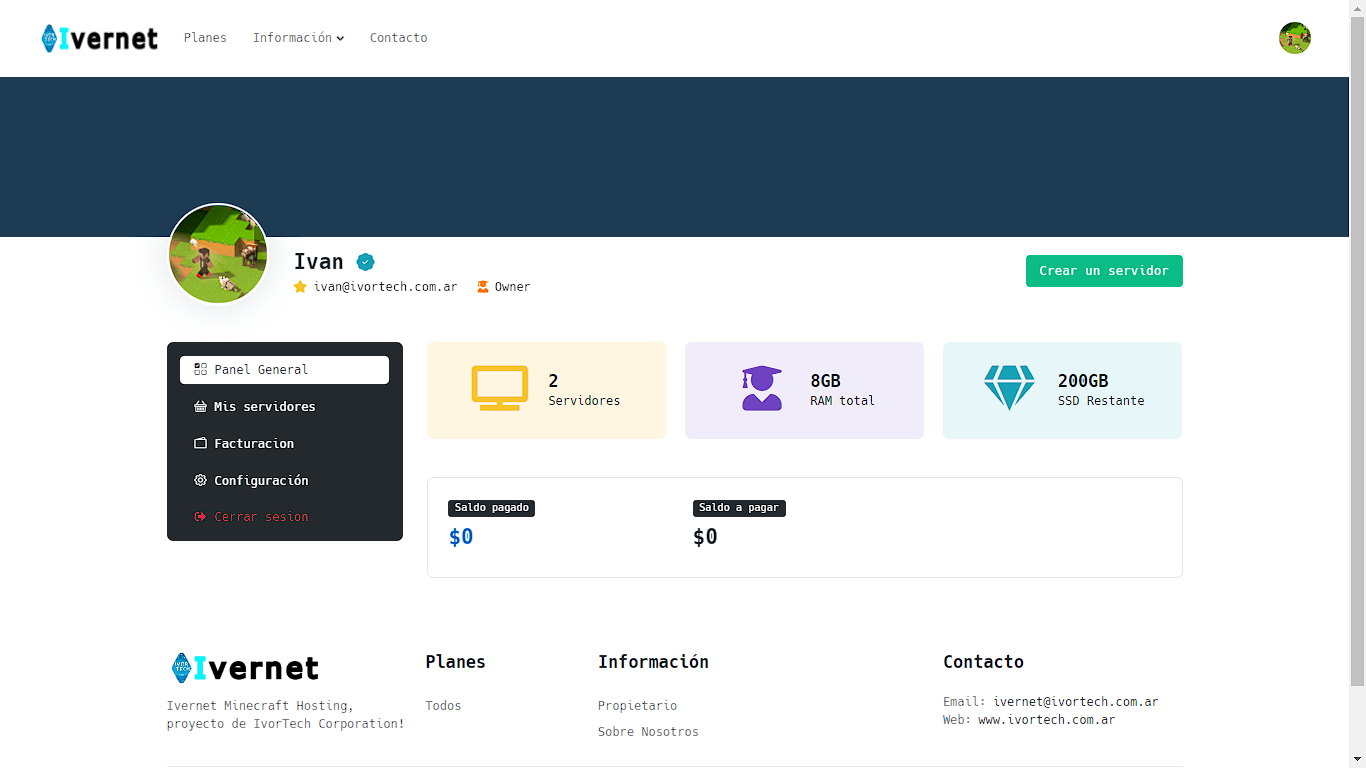 Ivernet
Planes
Información
Contacto
Ivan
ivan@ivortech.com.ar
Owner
Crear un servidor
Panel General
Mis servidores
Facturacion
Configuración
Cerrar sesion
2
Servidores
8GB
RAM total
200GB
SSD Restante
Saldo pagado
$0
Saldo a pagar
$0
IVOR
TECH
Ivernet
Ivernet Minecraft Hosting,
proyecto de IvorTech Corporation!
Planes
Todos
Información
Propietario
Sobre Nosotros
Contacto
Email: ivernet@ivortech.com.ar
Web: www.ivortech.com.ar